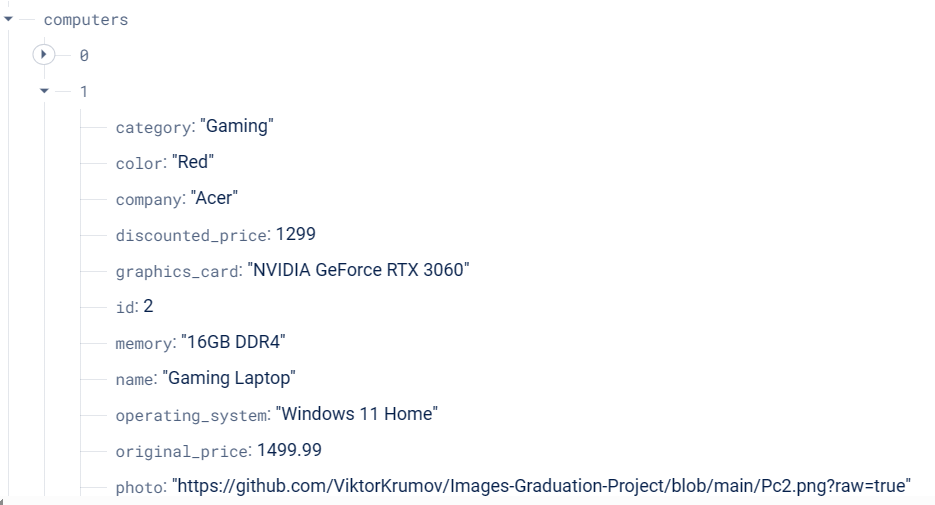 computers
0
1
category: "Gaming"
color: "Red"
company: "Acer"
discounted_price: 1299
graphics_card: "NVIDIA GeForce RTX 3060"
id: 2
memory: "16GB DDR4"
name: "Gaming Laptop"
operating_system: "Windows 11 Home"
original_price: 1499.99
photo: "https://github.com/ViktorKrumov/Images-Graduation-Project/blob/main/Pc2.png?raw=true"